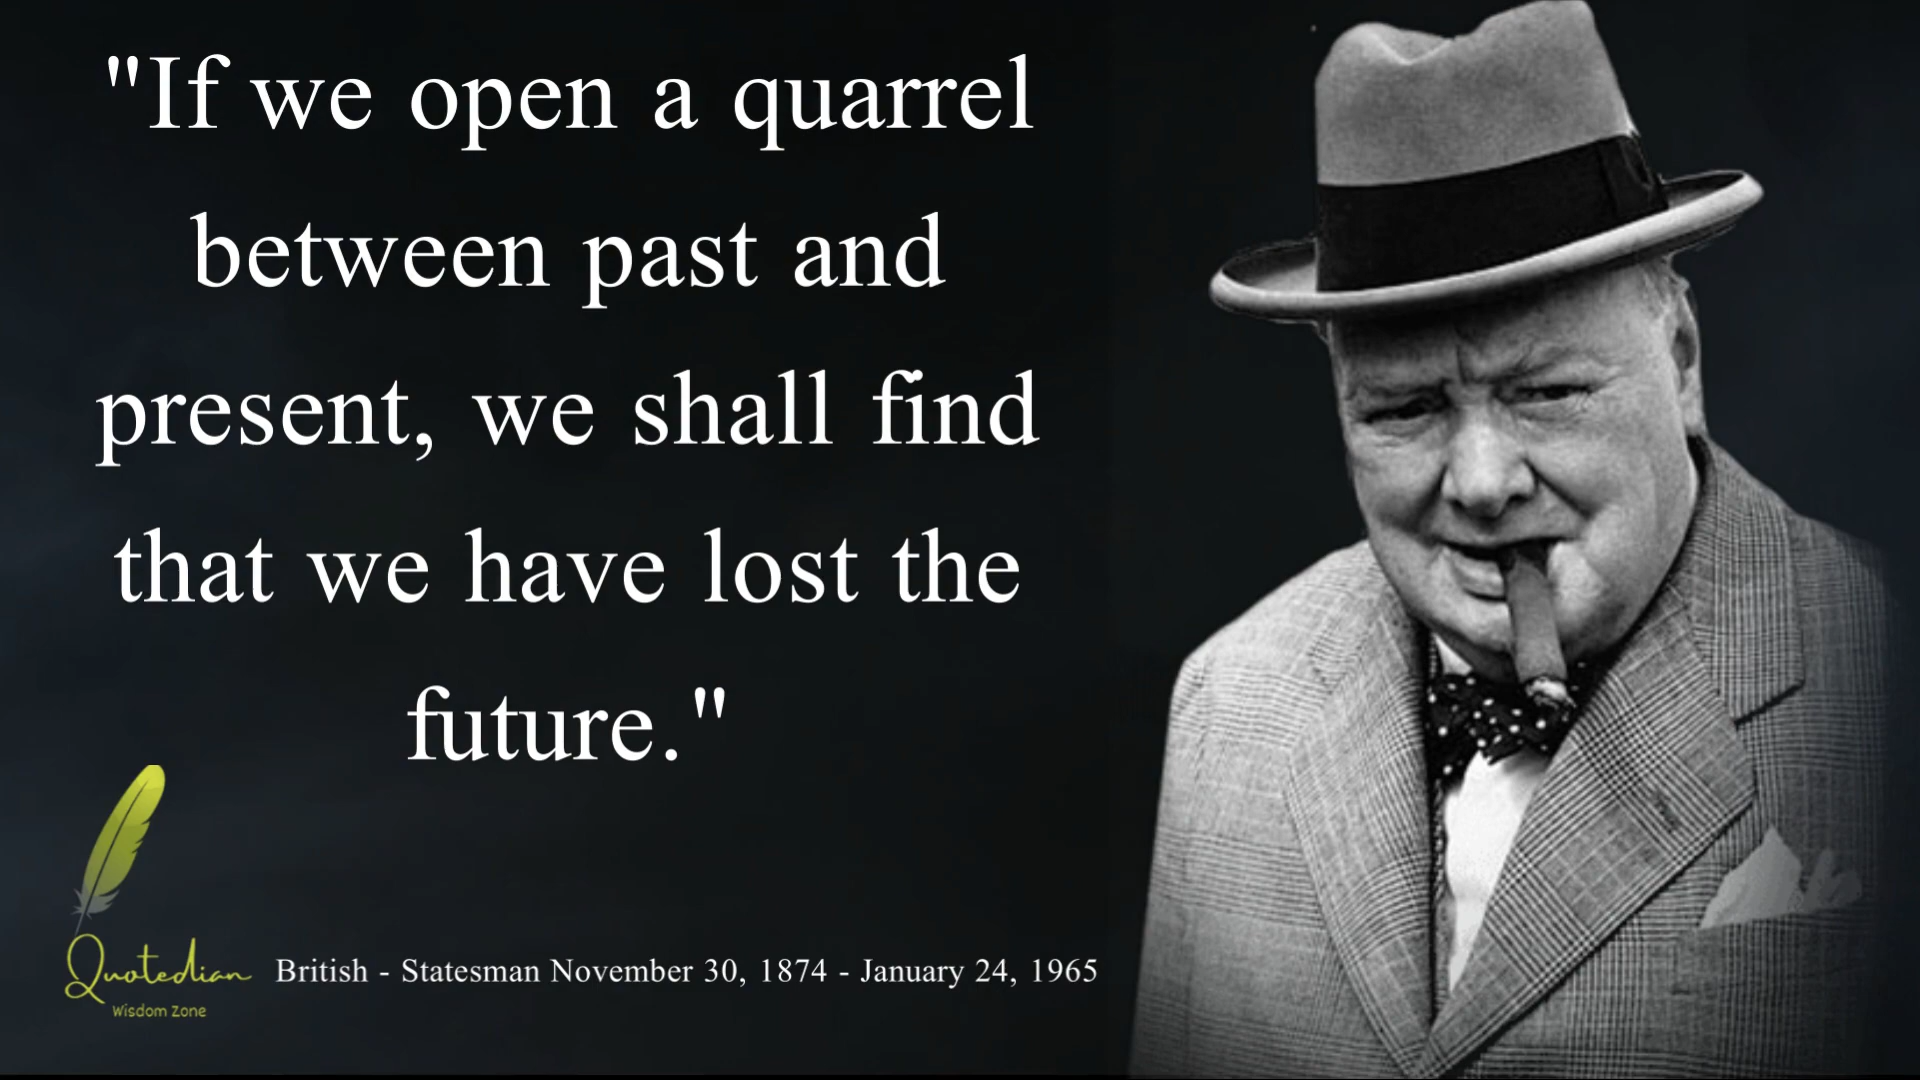 "If we open a quarrel
between past and
present, we shall find
that we have lost the
future."
Quotedian
Wisdom Zone
British - Statesman November 30, 1874 - January 24, 1965